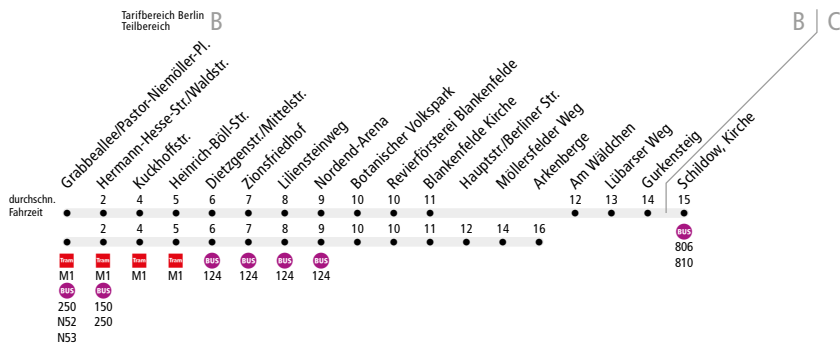 Tarifbereich Berlin
Teilbereich
B
B C
Grabbeallee/Pastor-Niemöller-Pl.
Hermann-Hesse-Str./Waldstr.
Kuckhoffstr.
Heinrich-Böll-Str.
Dietzgenstr./Mittelstr.
Zionsfriedhof
Liliensteinweg
Nordend-Arena
Botanischer Volkspark
Revierförsterei Blankenfelde
Blankenfelde Kirche
Hauptstr./Berliner Str.
Möllersfelder Weg
Arkenberge
Am Wäldchen
Lübarser Weg
Gurkensteig
Schildow, Kirche
durchschn.
Fahrzeit
2 4 5 6 7 8 9 10 10 11 12 13 14 15
2 4 5 6 7 8 9 10 10 11 12 14 16
Tram Tram Tram Tram BUS BUS BUS BUS BUS
M1 M1 M1 M1 124 124 124 124 806
BUS BUS 810
250 150
N52 250
N53